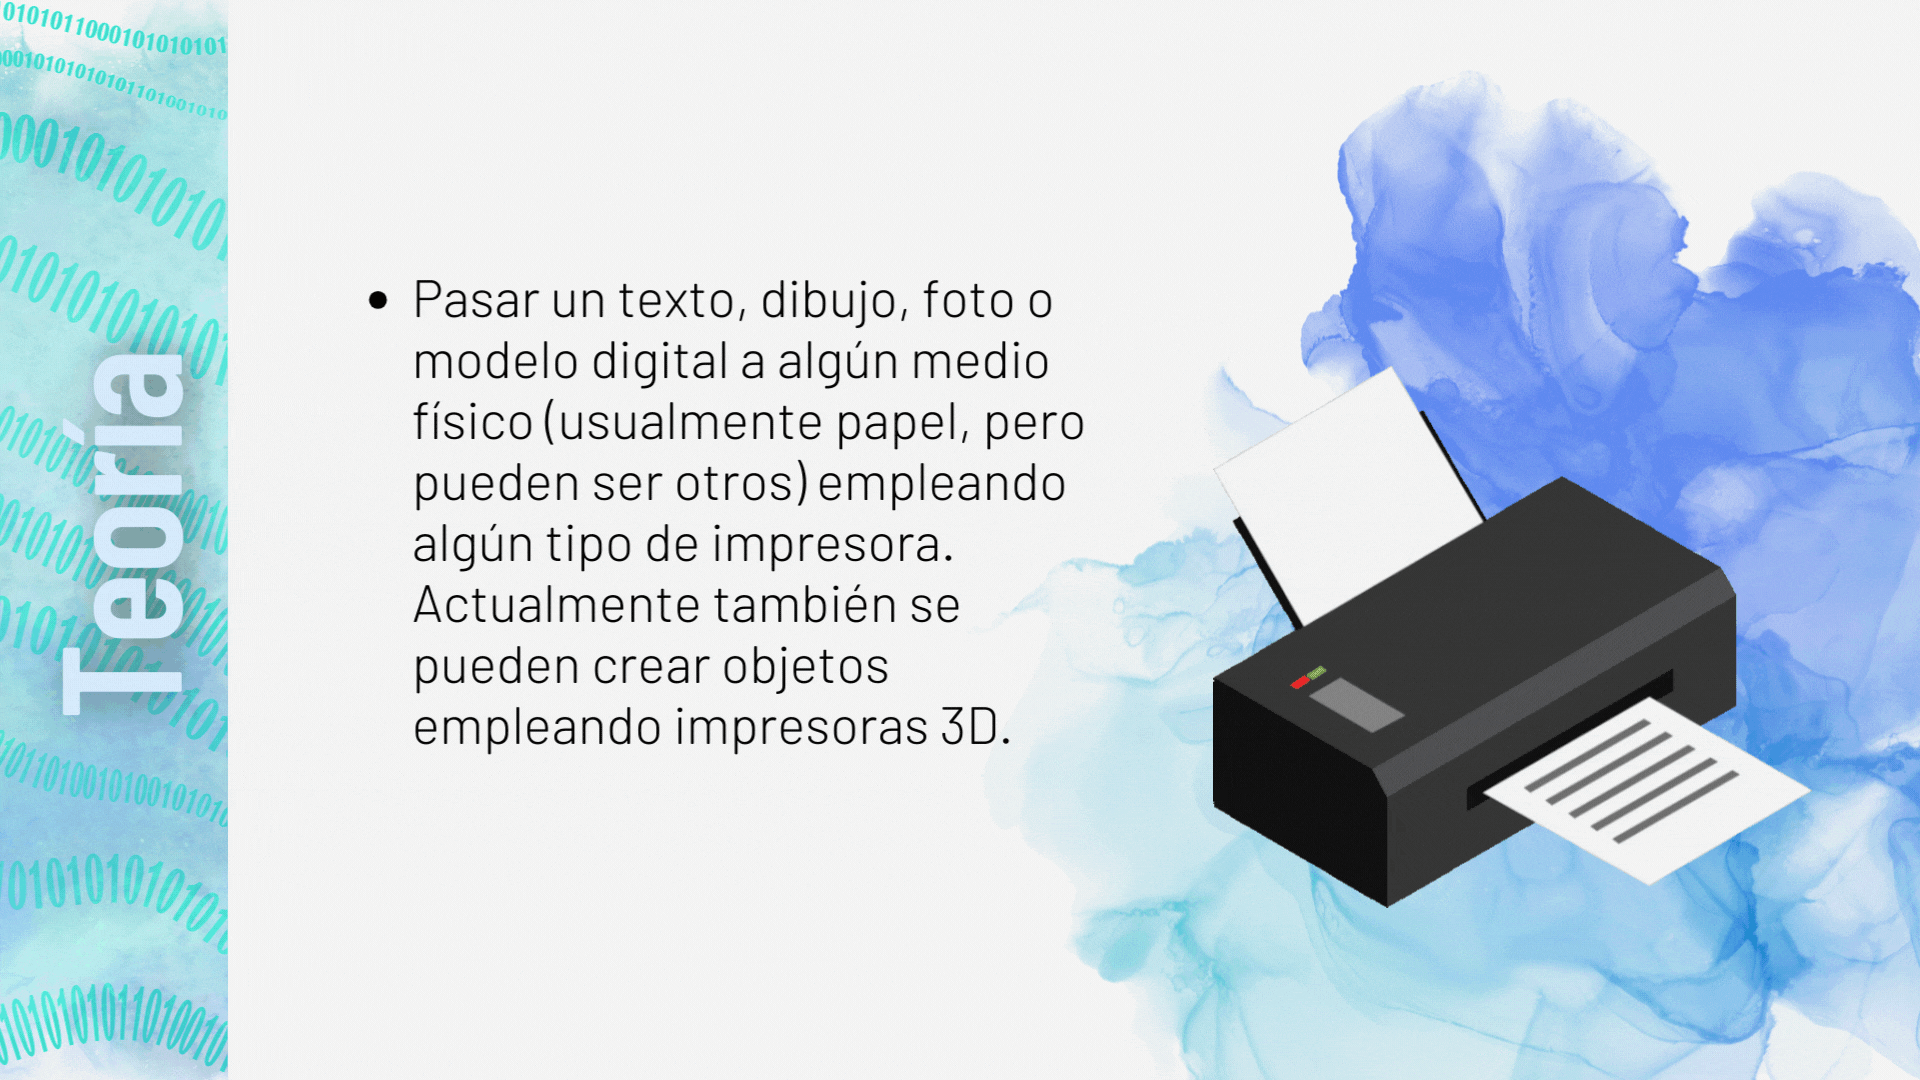 Teoría
Pasar un texto, dibujo, foto o
modelo digital a algún medio
físico (usualmente papel, pero
pueden ser otros) empleando
algún tipo de impresora.
Actualmente también se
pueden crear objetos
empleando impresoras 3D.